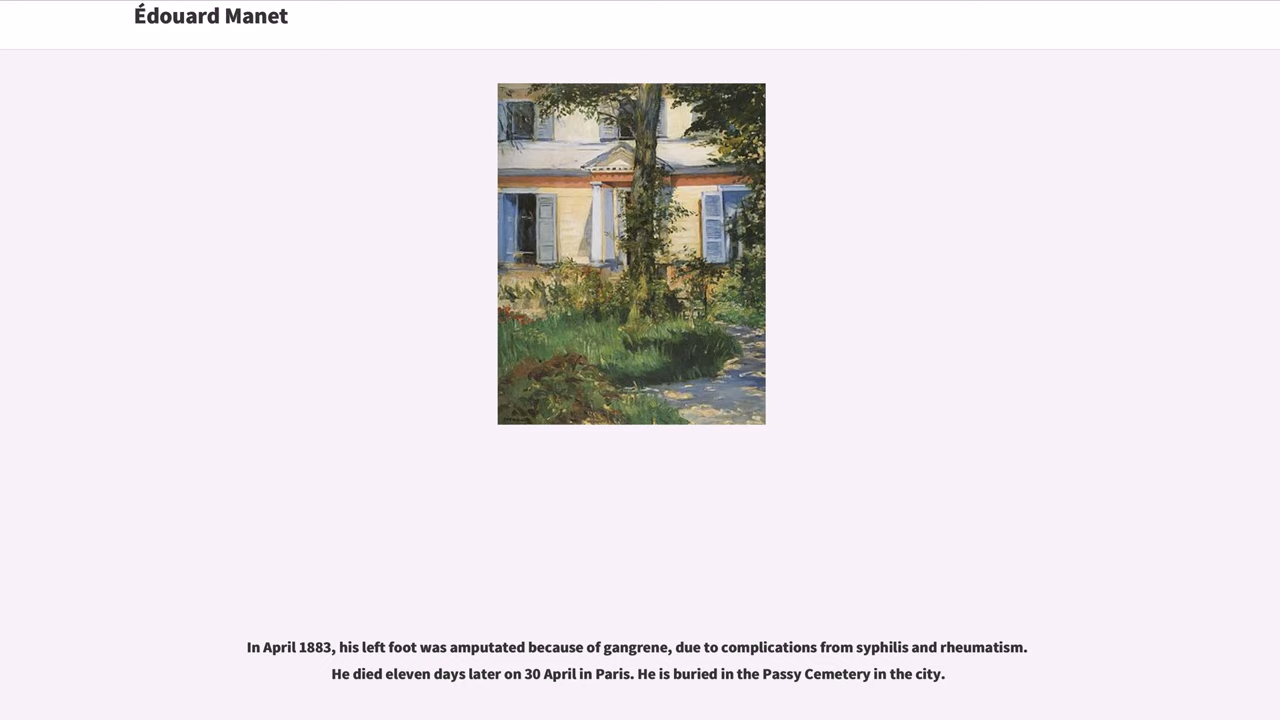 Édouard Manet
In April 1883, his left foot was amputated because of gangrene, due to complications from syphilis and rheumatism.
He died eleven days later on 30 April in Paris. He is buried in the Passy Cemetery in the city.